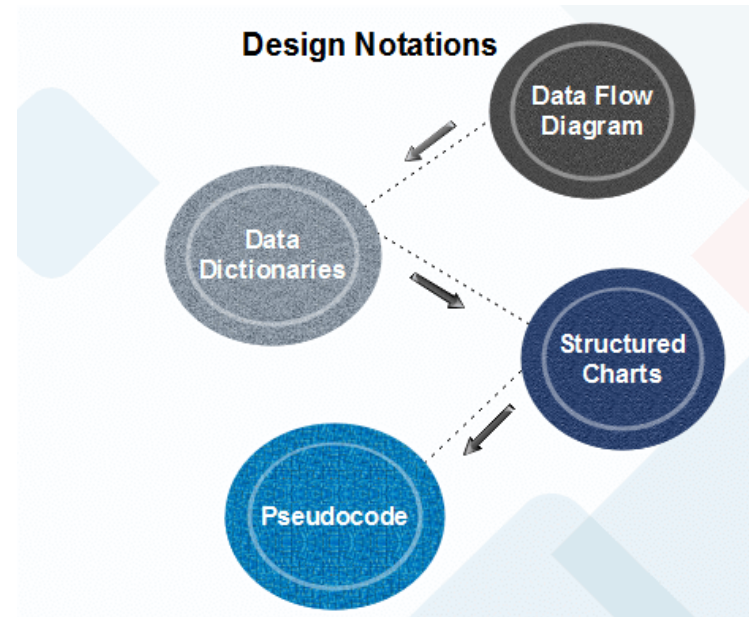 Design Notations
Data Flow
Diagram
Data
Dictionaries
Structured
Charts
Pseudocode